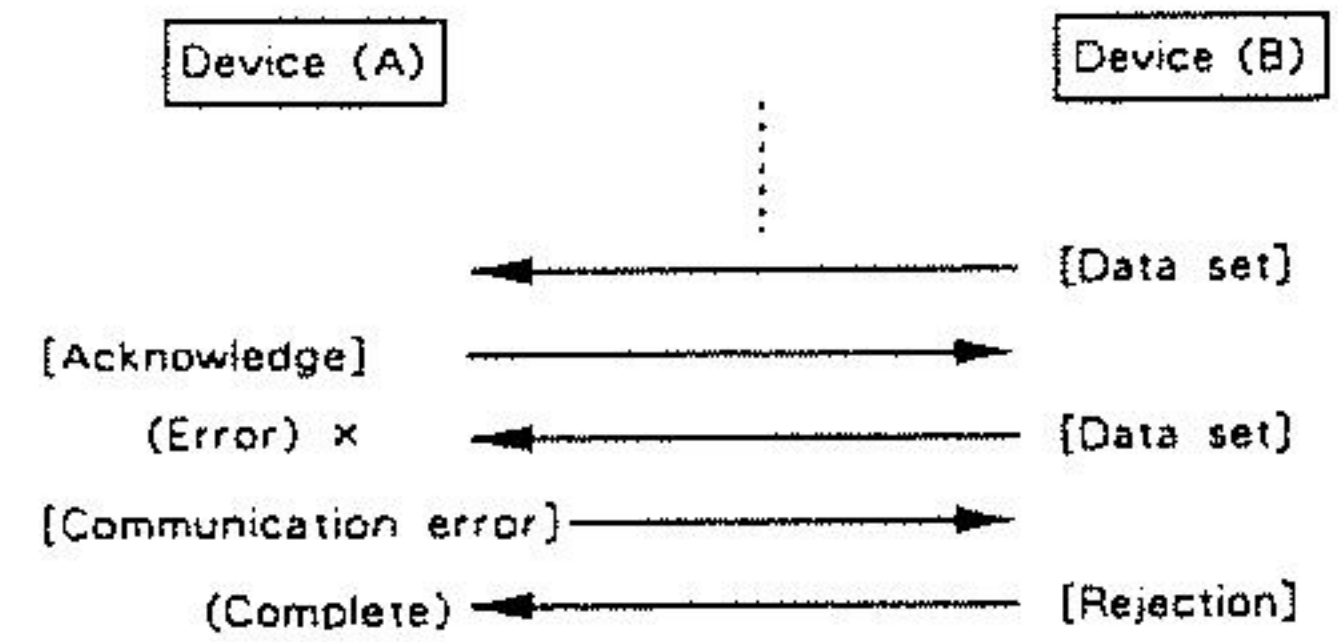 Device (A) Device (B)
[Data set]
[Acknowledge]
(Error) × [Data set]
[Communication error]
(Complete) [Rejection]